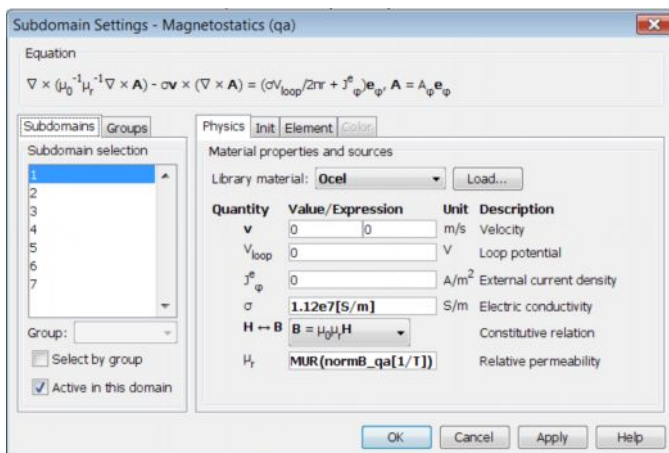 Subdomain Settings - Magnetostatics (qa)
Equation
∇ × (μ₀⁻¹μᵣ⁻¹∇ × A) - σv × (∇ × A) = (σV_loop/2πr + J^e_φ)e_φ, A = A_φe_φ
Subdomains Groups
Subdomain selection
1
2
3
4
5
6
7
Group:
Select by group
Active in this domain
Physics Init Element Color
Material properties and sources
Library material: Ocel Load...
Quantity Value/Expression Unit Description
v 0 0 m/s Velocity
V_loop 0 V Loop potential
J^e_φ 0 A/m² External current density
σ 1.12e7[S/m] S/m Electric conductivity
H ↔ B B = μ₀μᵣH Constitutive relation
μᵣ MUR(normB_qa[1/T]) Relative permeability
OK Cancel Apply Help